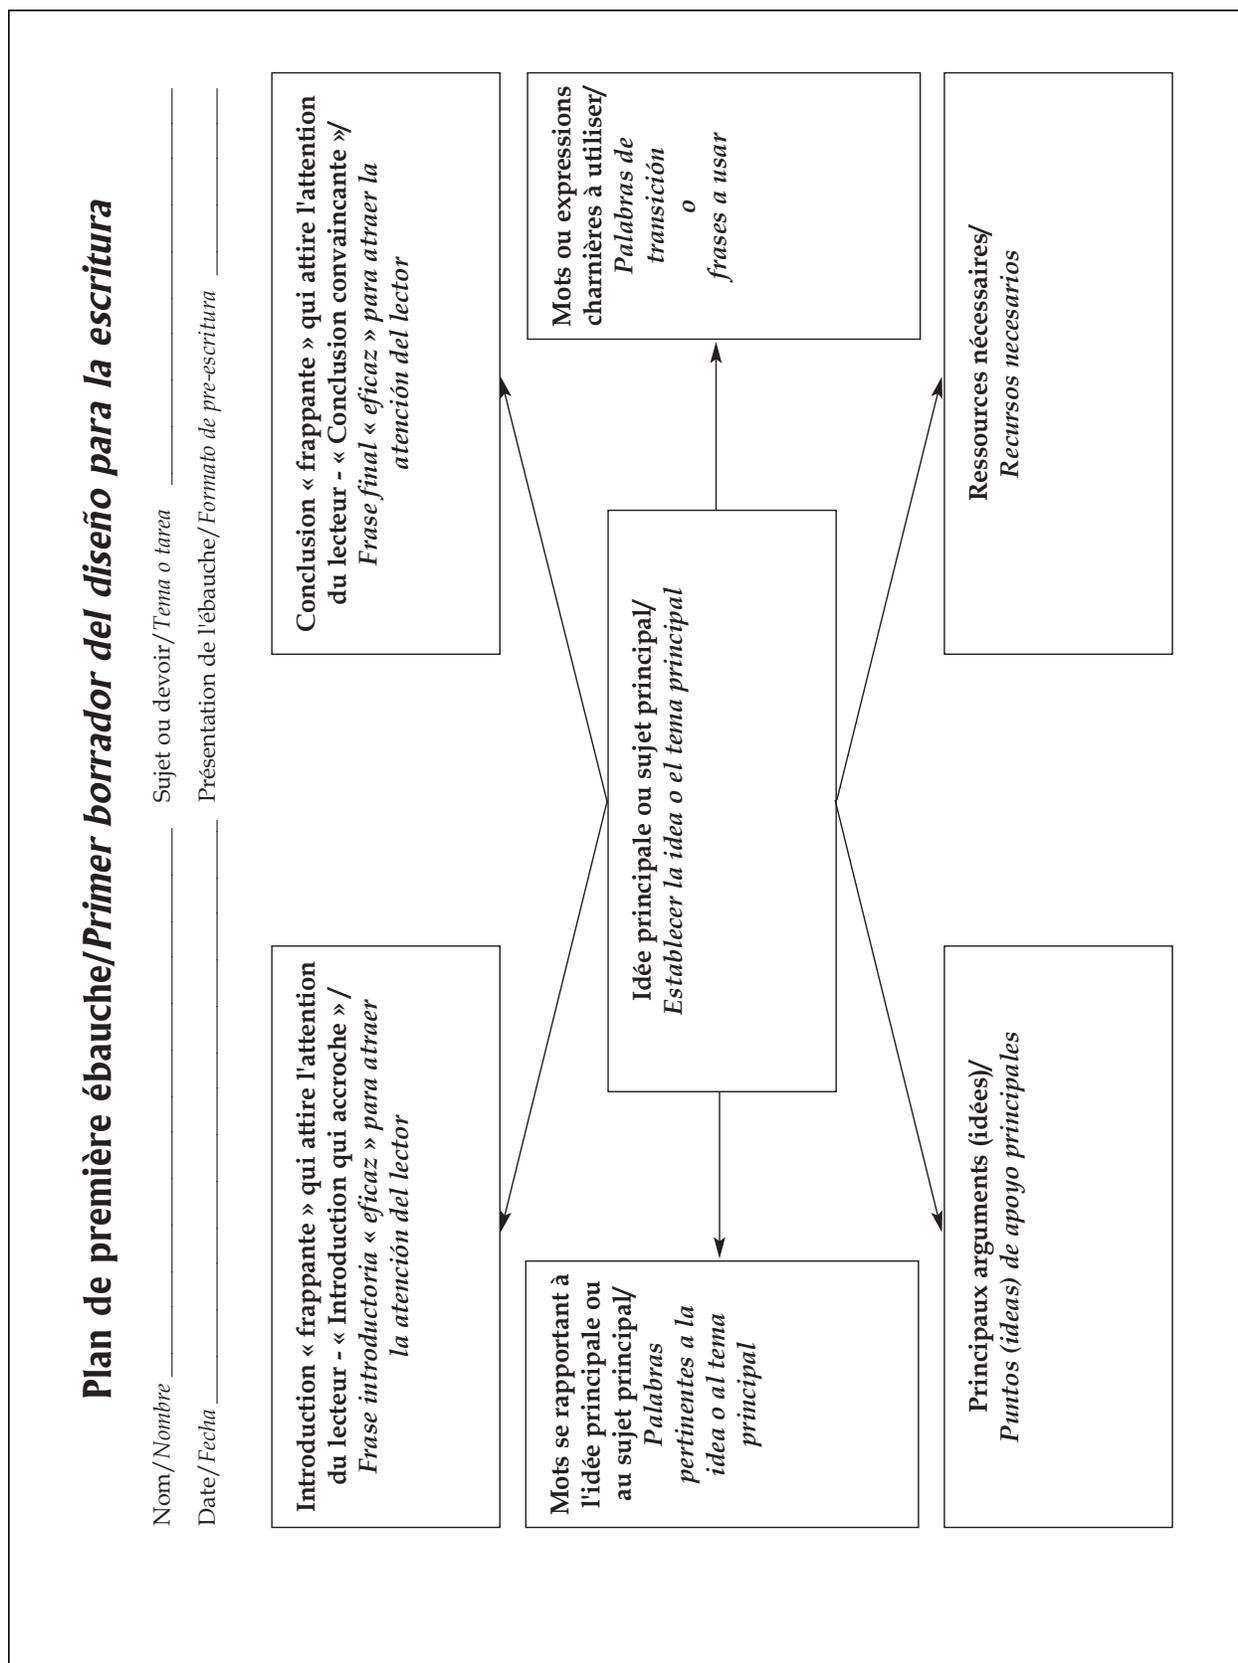 Plan de première ébauche/Primer borrador del diseño para la escritura
Nom/Nombre
Sujet ou devoir/Tema o tarea
Date/Fecha
Présentation de l'ébauche/Formato de pre-escritura
Introduction « frappante » qui attire l'attention
du lecteur - « Introduction qui accroche »/
Frase introductoria « eficaz » para atraer
la atención del lector
Conclusion « frappante » qui attire l'attention
du lecteur - « Conclusion convaincante »/
Frase final « eficaz » para atraer la
atención del lector
Mots se rapportant à
l'idée principale ou
au sujet principal/
Palabras
pertinentes a la
idea o al tema
principal
Idée principale ou sujet principal/
Establecer la idea o el tema principal
Mots ou expressions
charnières à utiliser/
Palabras de
transición
o
frases a usar
Principaux arguments (idées)/
Puntos (ideas) de apoyo principales
Ressources nécessaires/
Recursos necesarios